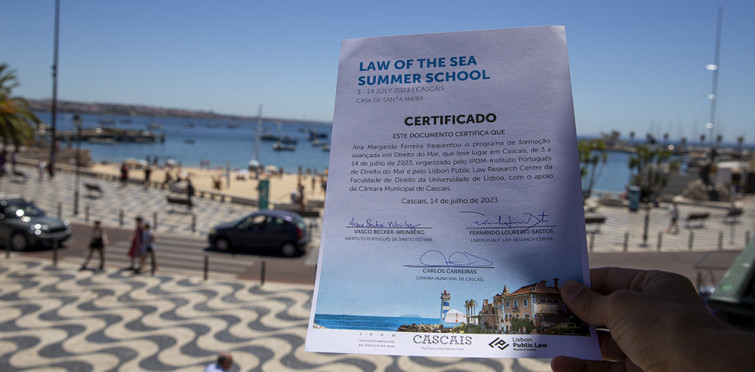 LAW OF THE SEA
SUMMER SCHOOL
3 - 14 JULY 2023 | CASCAIS
CASA DE SANTA MARIA
CERTIFICADO
ESTE DOCUMENTO CERTIFICA QUE
Ana Margarida Ferreira frequentou o programa de formação
avançada em Direito do Mar, que teve lugar em Cascais, de 3 a
14 de julho de 2023, organizado pelo IPDM-Instituto Português
de Direito do Mar e Lisbon Public Law Research Centre da
Faculdade de Direito da Universidade de Lisboa, com o apoio
da Câmara Municipal de Cascais.
Cascais, 14 de julho de 2023
VASCO BECKER-WEINBERG
INSTITUTO PORTUGUÊS DE DIREITO DO MAR
FERNANDO LOUREIRO BASTOS
LISBON PUBLIC LAW RESEARCH CENTRE
CARLOS CARREIRAS
CÂMARA MUNICIPAL DE CASCAIS
CASCAIS
Lisbon
Public Law